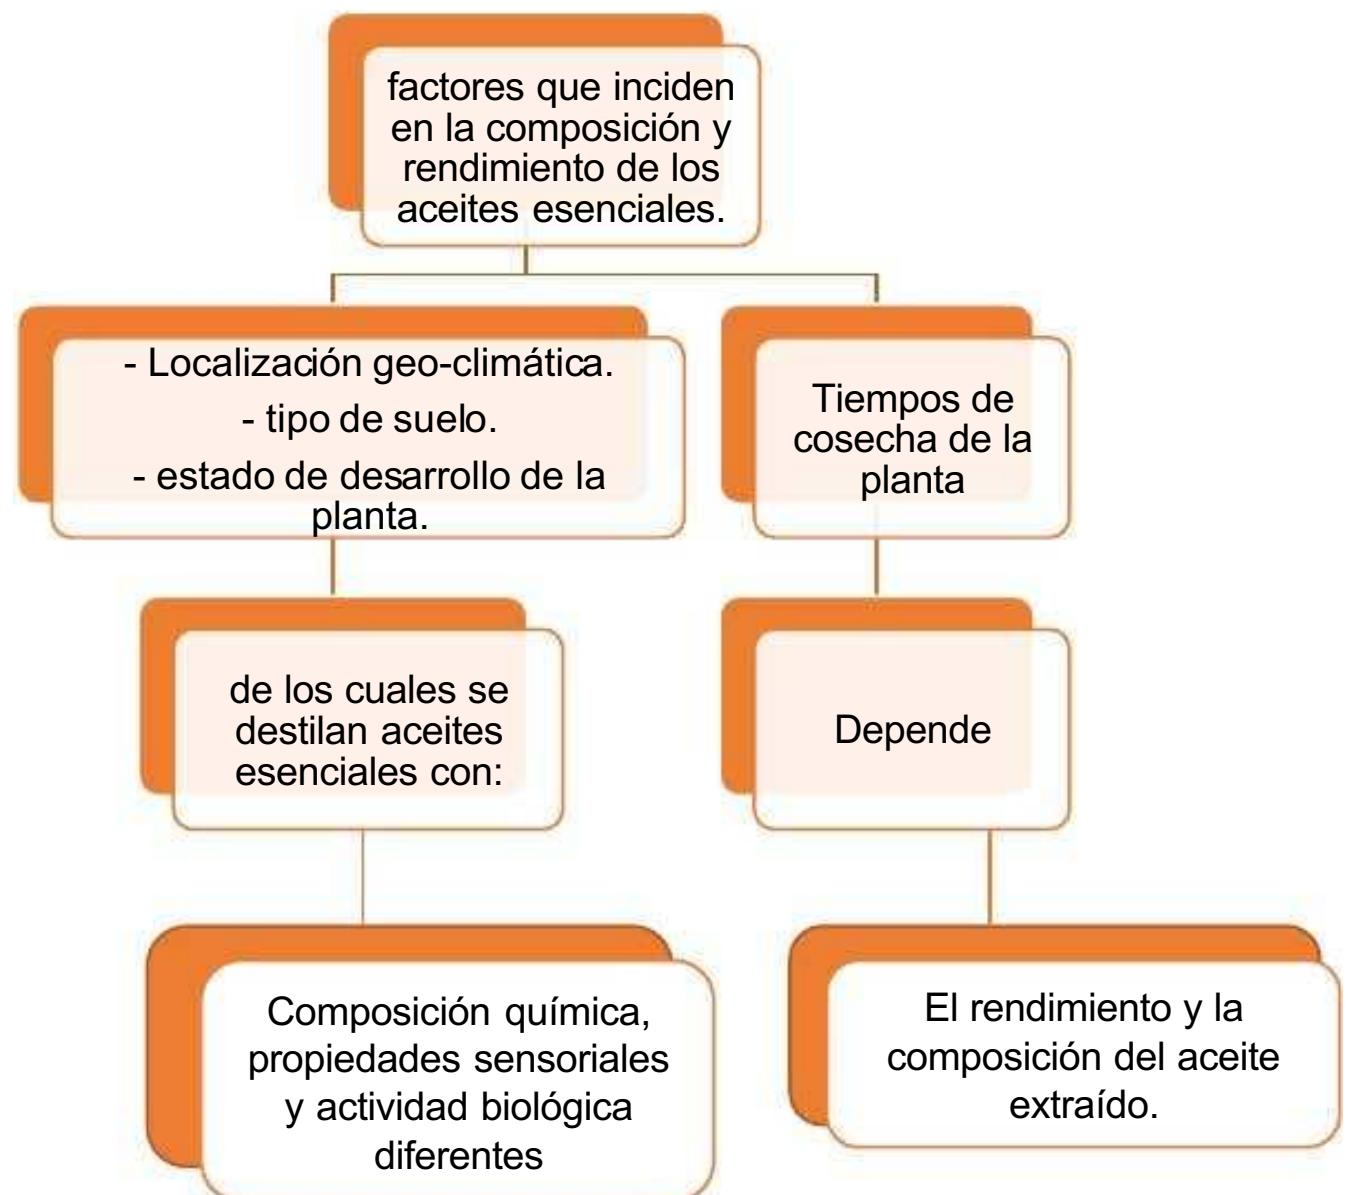 factores que inciden
en la composición y
rendimiento de los
aceites esenciales.
- Localización geo-climática.
- tipo de suelo.
- estado de desarrollo de la
planta.
Tiempos de
cosecha de la
planta
de los cuales se
destilan aceites
esenciales con:
Depende
Composición química,
propiedades sensoriales
y actividad biológica
diferentes
El rendimiento y la
composición del aceite
extraído.